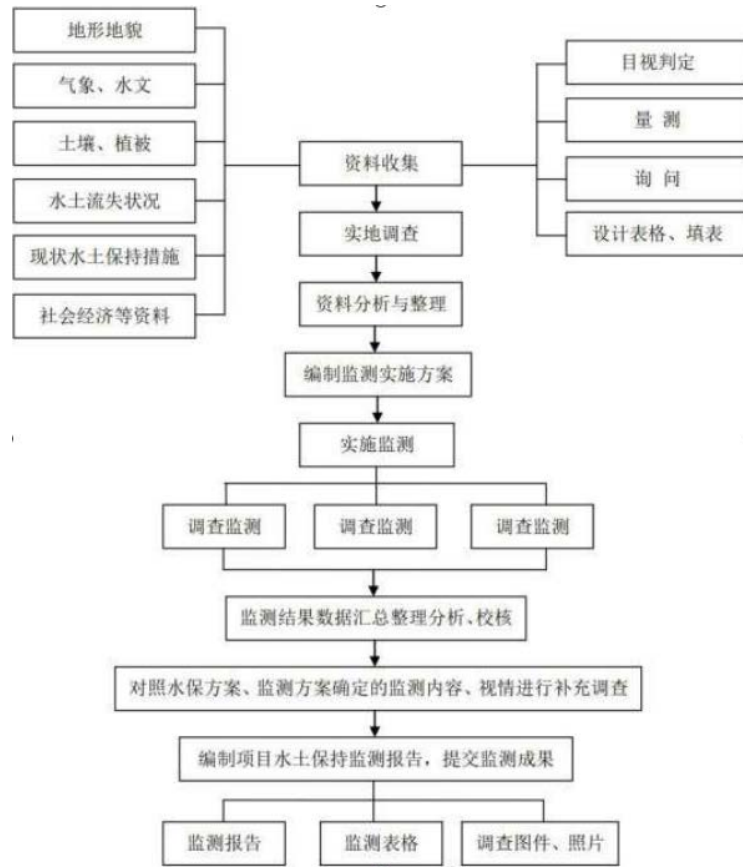 地形地貌
气象、水文
土壤、植被
水土流失状况
现状水土保持措施
社会经济等资料
目视判定
量 测
询 问
设计表格、填表
资料收集
实地调查
资料分析与整理
编制监测实施方案
实施监测
调查监测
调查监测
调查监测
监测结果数据汇总整理分析、校核
对照水保方案、监测方案确定的监测内容、视情进行补充调查
编制项目水土保持监测报告，提交监测成果
监测报告
监测表格
调查图件、照片